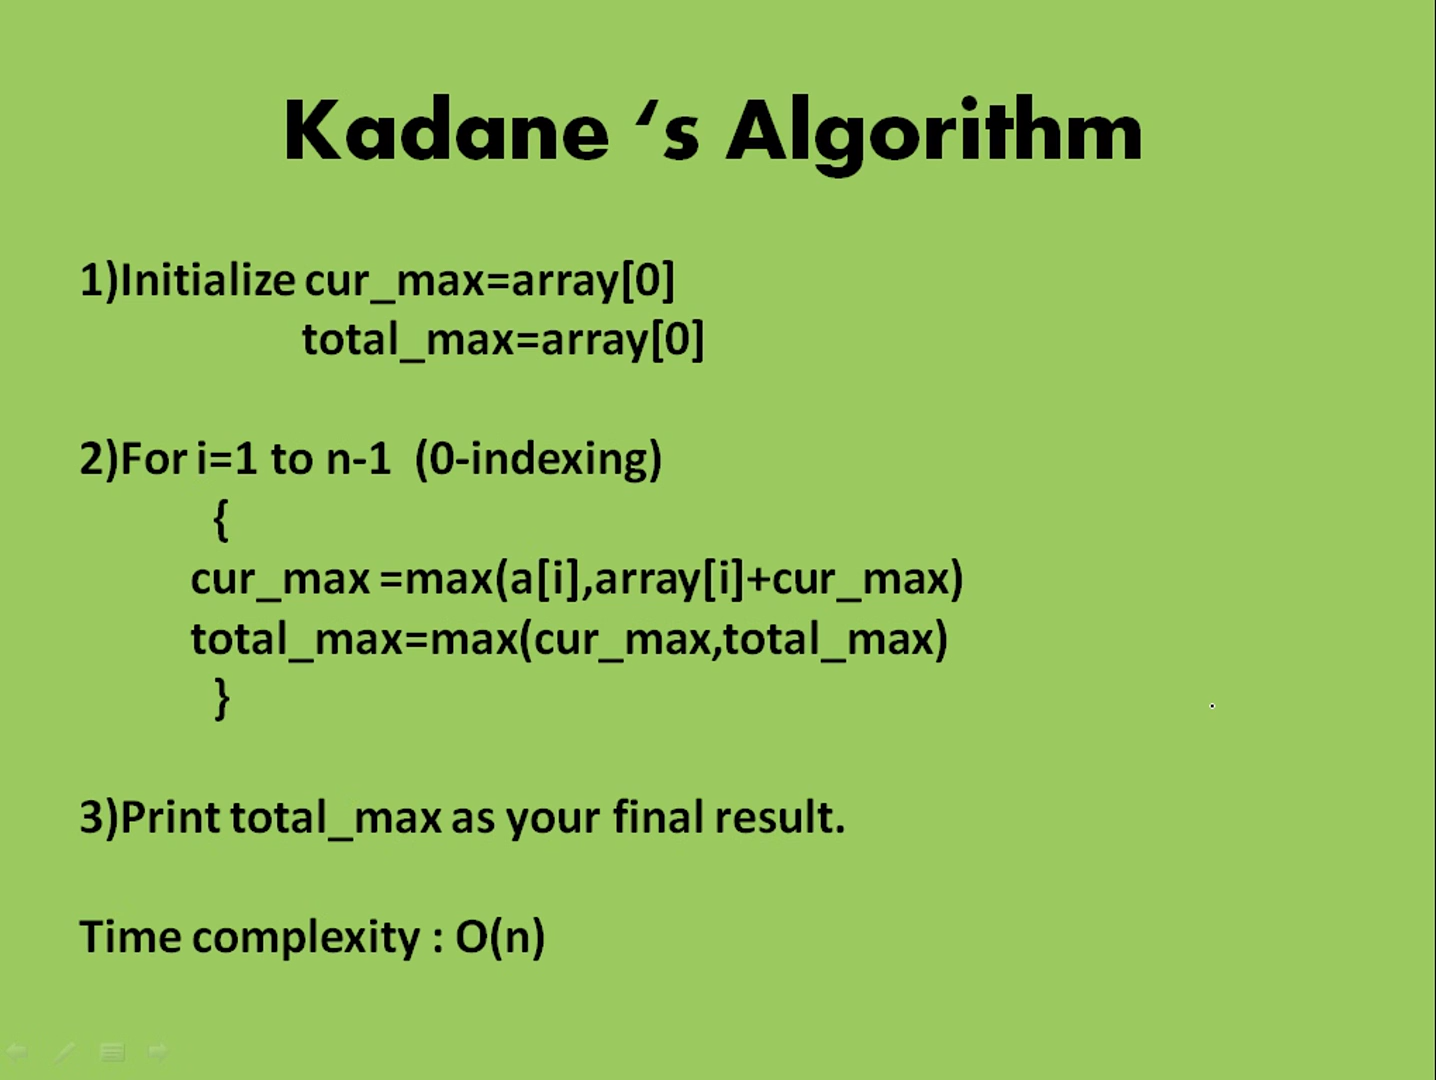 Kadane ‘s Algorithm
1)Initialize cur_max=array[0]
total_max=array[0]
2)For i=1 to n-1 (0-indexing)
{
cur_max =max(a[i],array[i]+cur_max)
total_max=max(cur_max,total_max)
}
3)Print total_max as your final result.
Time complexity : O(n)